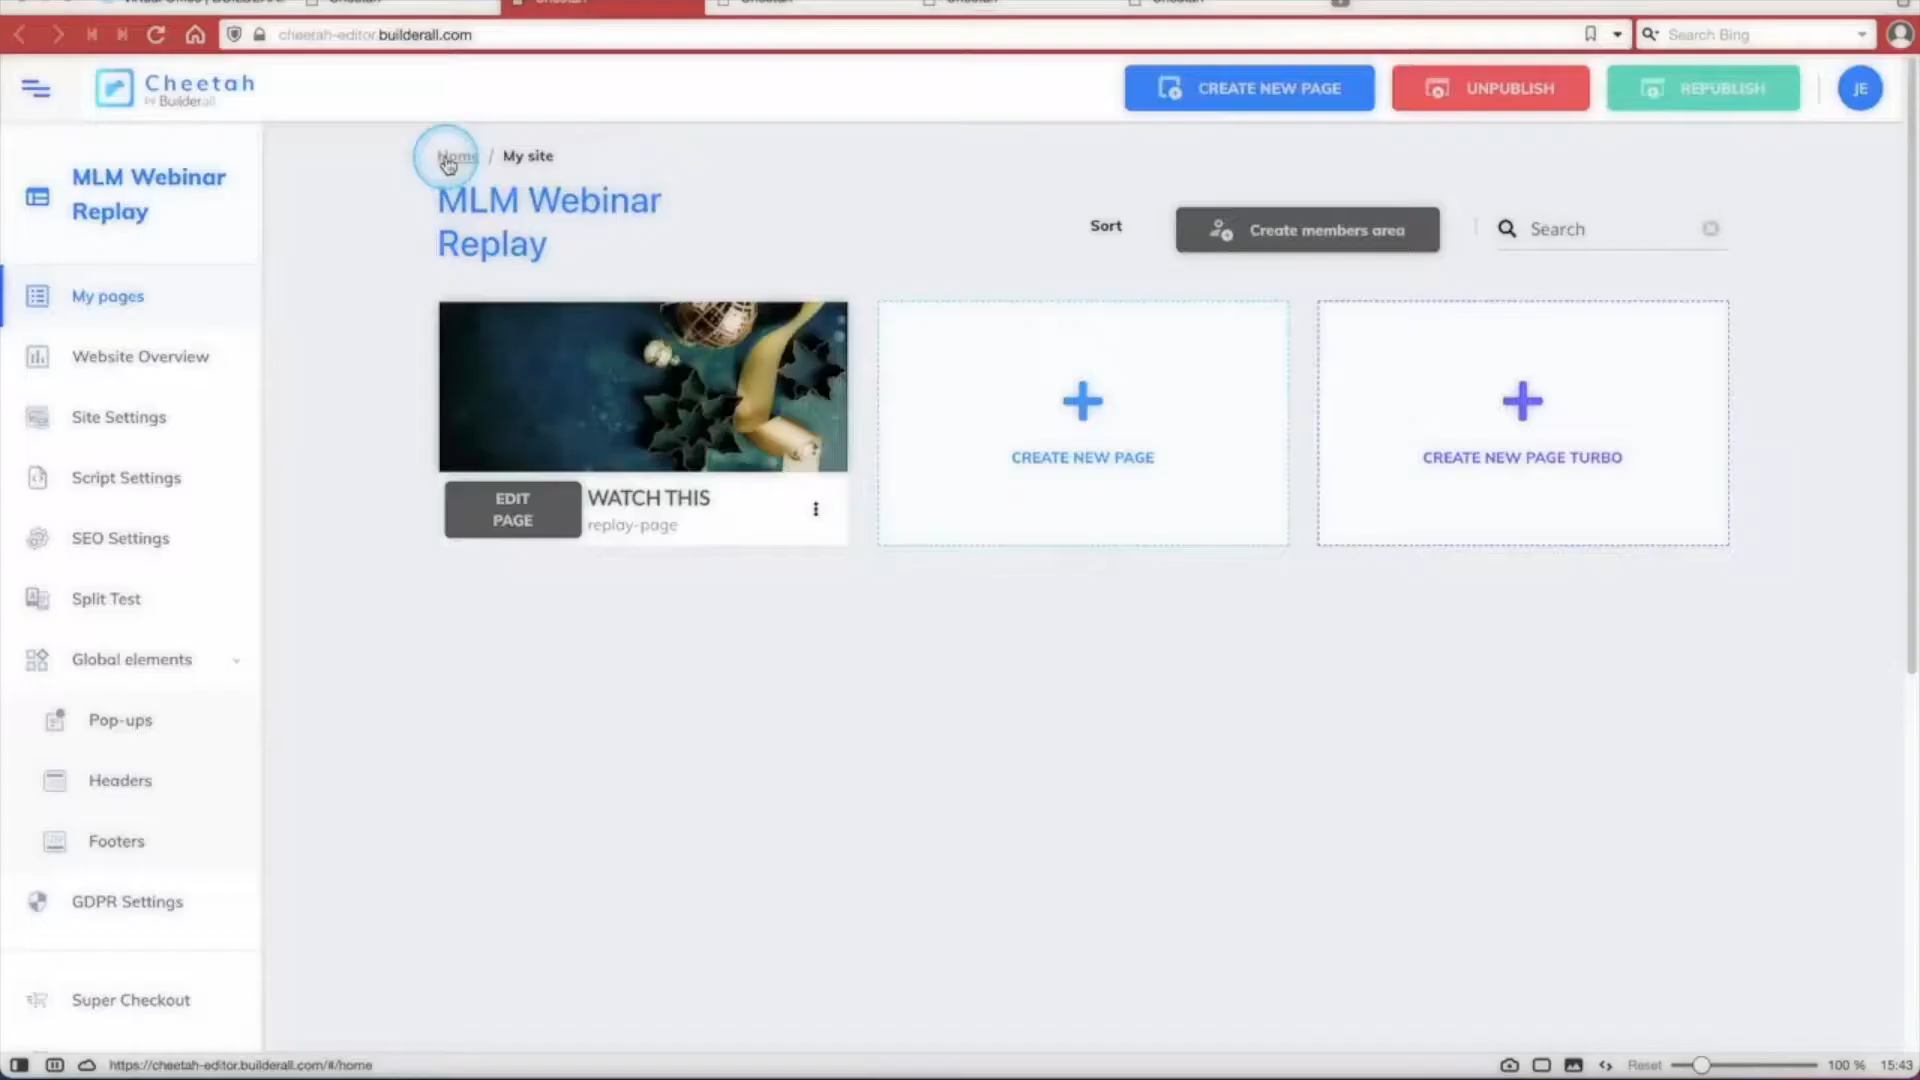 cheetah-editor.builderall.com
Search Bing
Cheetah
by Builderall
CREATE NEW PAGE
UNPUBLISH
REPUBLISH
JE
MLM Webinar
Replay
My pages
Website Overview
Site Settings
Script Settings
SEO Settings
Split Test
Global elements
Pop-ups
Headers
Footers
GDPR Settings
Super Checkout
Home / My site
MLM Webinar
Replay
Sort
Create members area
Search
EDIT
PAGE
WATCH THIS
replay-page
CREATE NEW PAGE
CREATE NEW PAGE TURBO
https://cheetah-editor.builderall.com/#/home
Reset
100 %
15:43